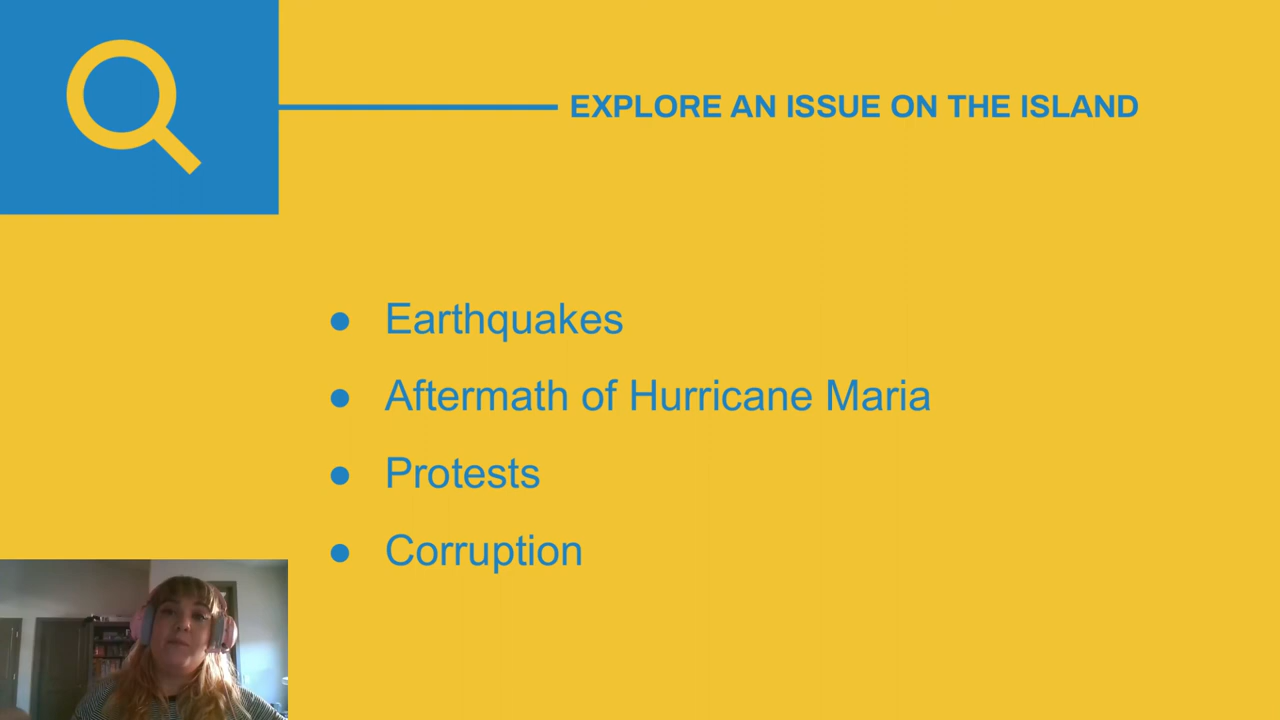 EXPLORE AN ISSUE ON THE ISLAND
● Earthquakes
● Aftermath of Hurricane Maria
● Protests
● Corruption